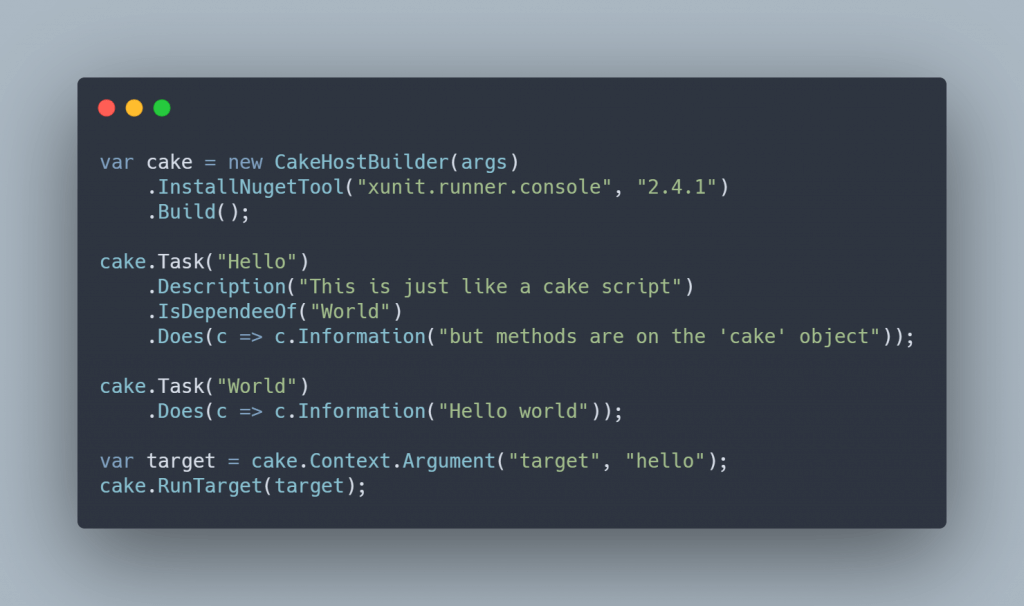 var cake = new CakeHostBuilder(args)
    .InstallNugetTool("xunit.runner.console", "2.4.1")
    .Build();

cake.Task("Hello")
    .Description("This is just like a cake script")
    .IsDependeeOf("World")
    .Does(c => c.Information("but methods are on the 'cake' object"));

cake.Task("World")
    .Does(c => c.Information("Hello world"));

var target = cake.Context.Argument("target", "hello");
cake.RunTarget(target);